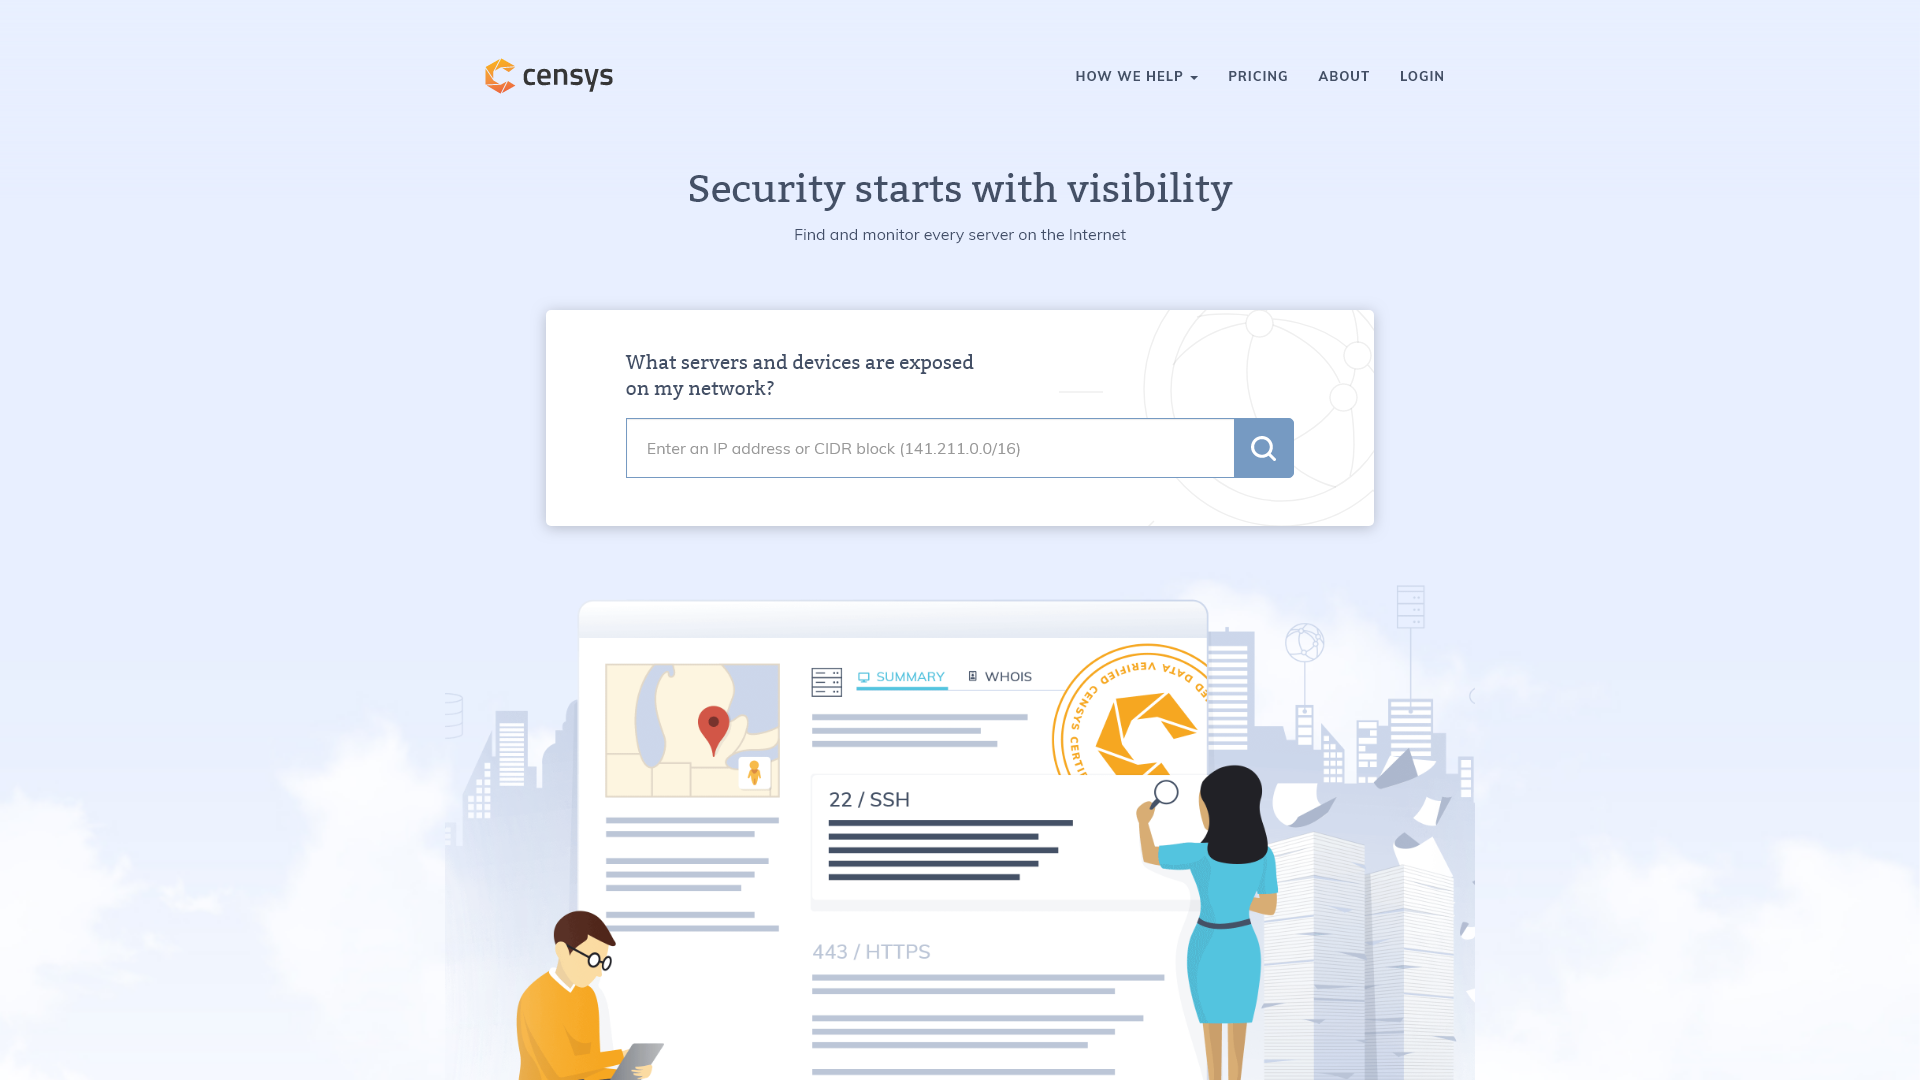 censys
HOW WE HELP
PRICING
ABOUT
LOGIN
Security starts with visibility
Find and monitor every server on the Internet
What servers and devices are exposed
on my network?
Enter an IP address or CIDR block (141.211.0.0/16)
SUMMARY
WHOIS
DATA VERIFIED CENSYS
22 / SSH
443 / HTTPS